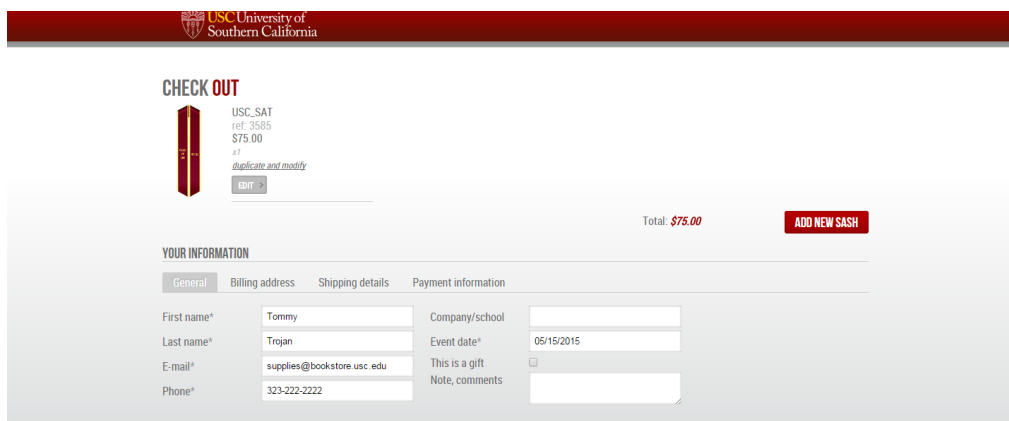 USC University of
Southern California
CHECK OUT
USC_SAT
ref: 3585
$75.00
x1
duplicate and modify
EDIT >
Total: $75.00
ADD NEW SASH
YOUR INFORMATION
General Billing address Shipping details Payment information
First name* Tommy Company/school
Last name* Trojan Event date* 05/15/2015
E-mail* supplies@bookstore.usc.edu This is a gift
Note, comments
Phone* 323-222-2222